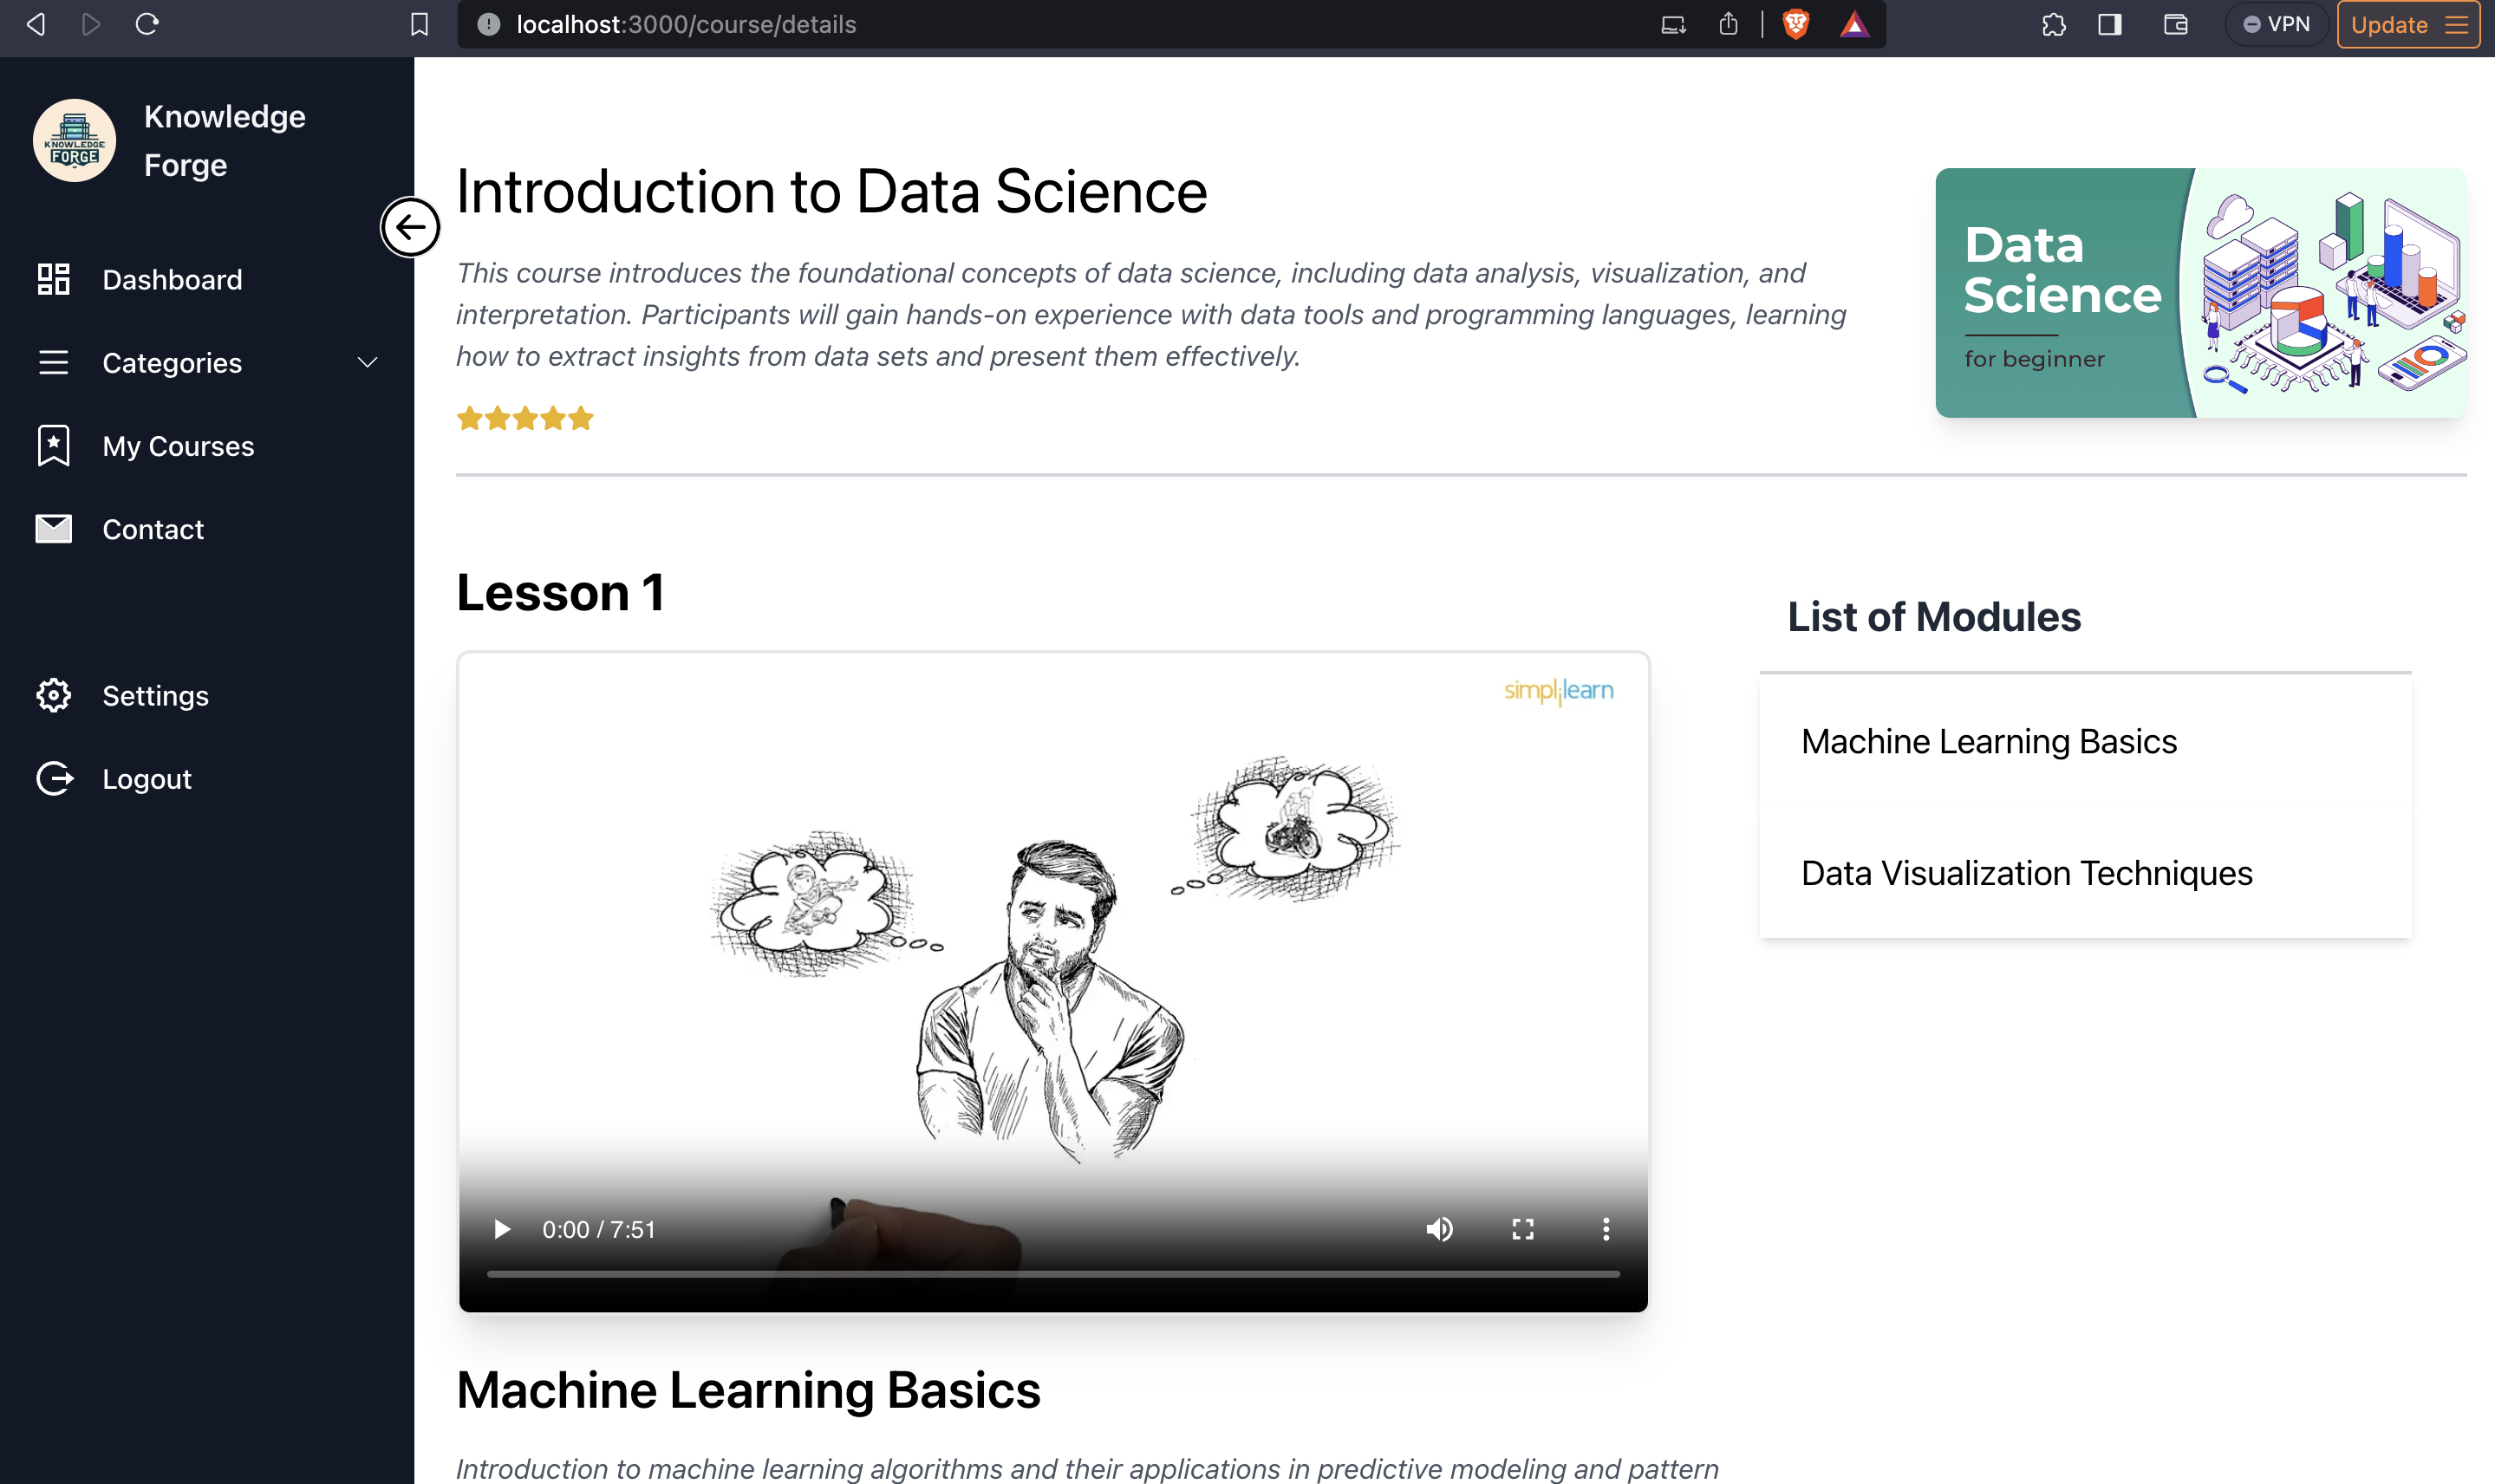 localhost:3000/course/details
VPN
Update
KNOWLEDGE
FORGE
Knowledge
Forge
Dashboard
Categories
My Courses
Contact
Settings
Logout
Introduction to Data Science
This course introduces the foundational concepts of data science, including data analysis, visualization, and
interpretation. Participants will gain hands-on experience with data tools and programming languages, learning
how to extract insights from data sets and present them effectively.
Data
Science
for beginner
Lesson 1
simplilearn
0:00 / 7:51
Machine Learning Basics
Introduction to machine learning algorithms and their applications in predictive modeling and pattern
List of Modules
Machine Learning Basics
Data Visualization Techniques